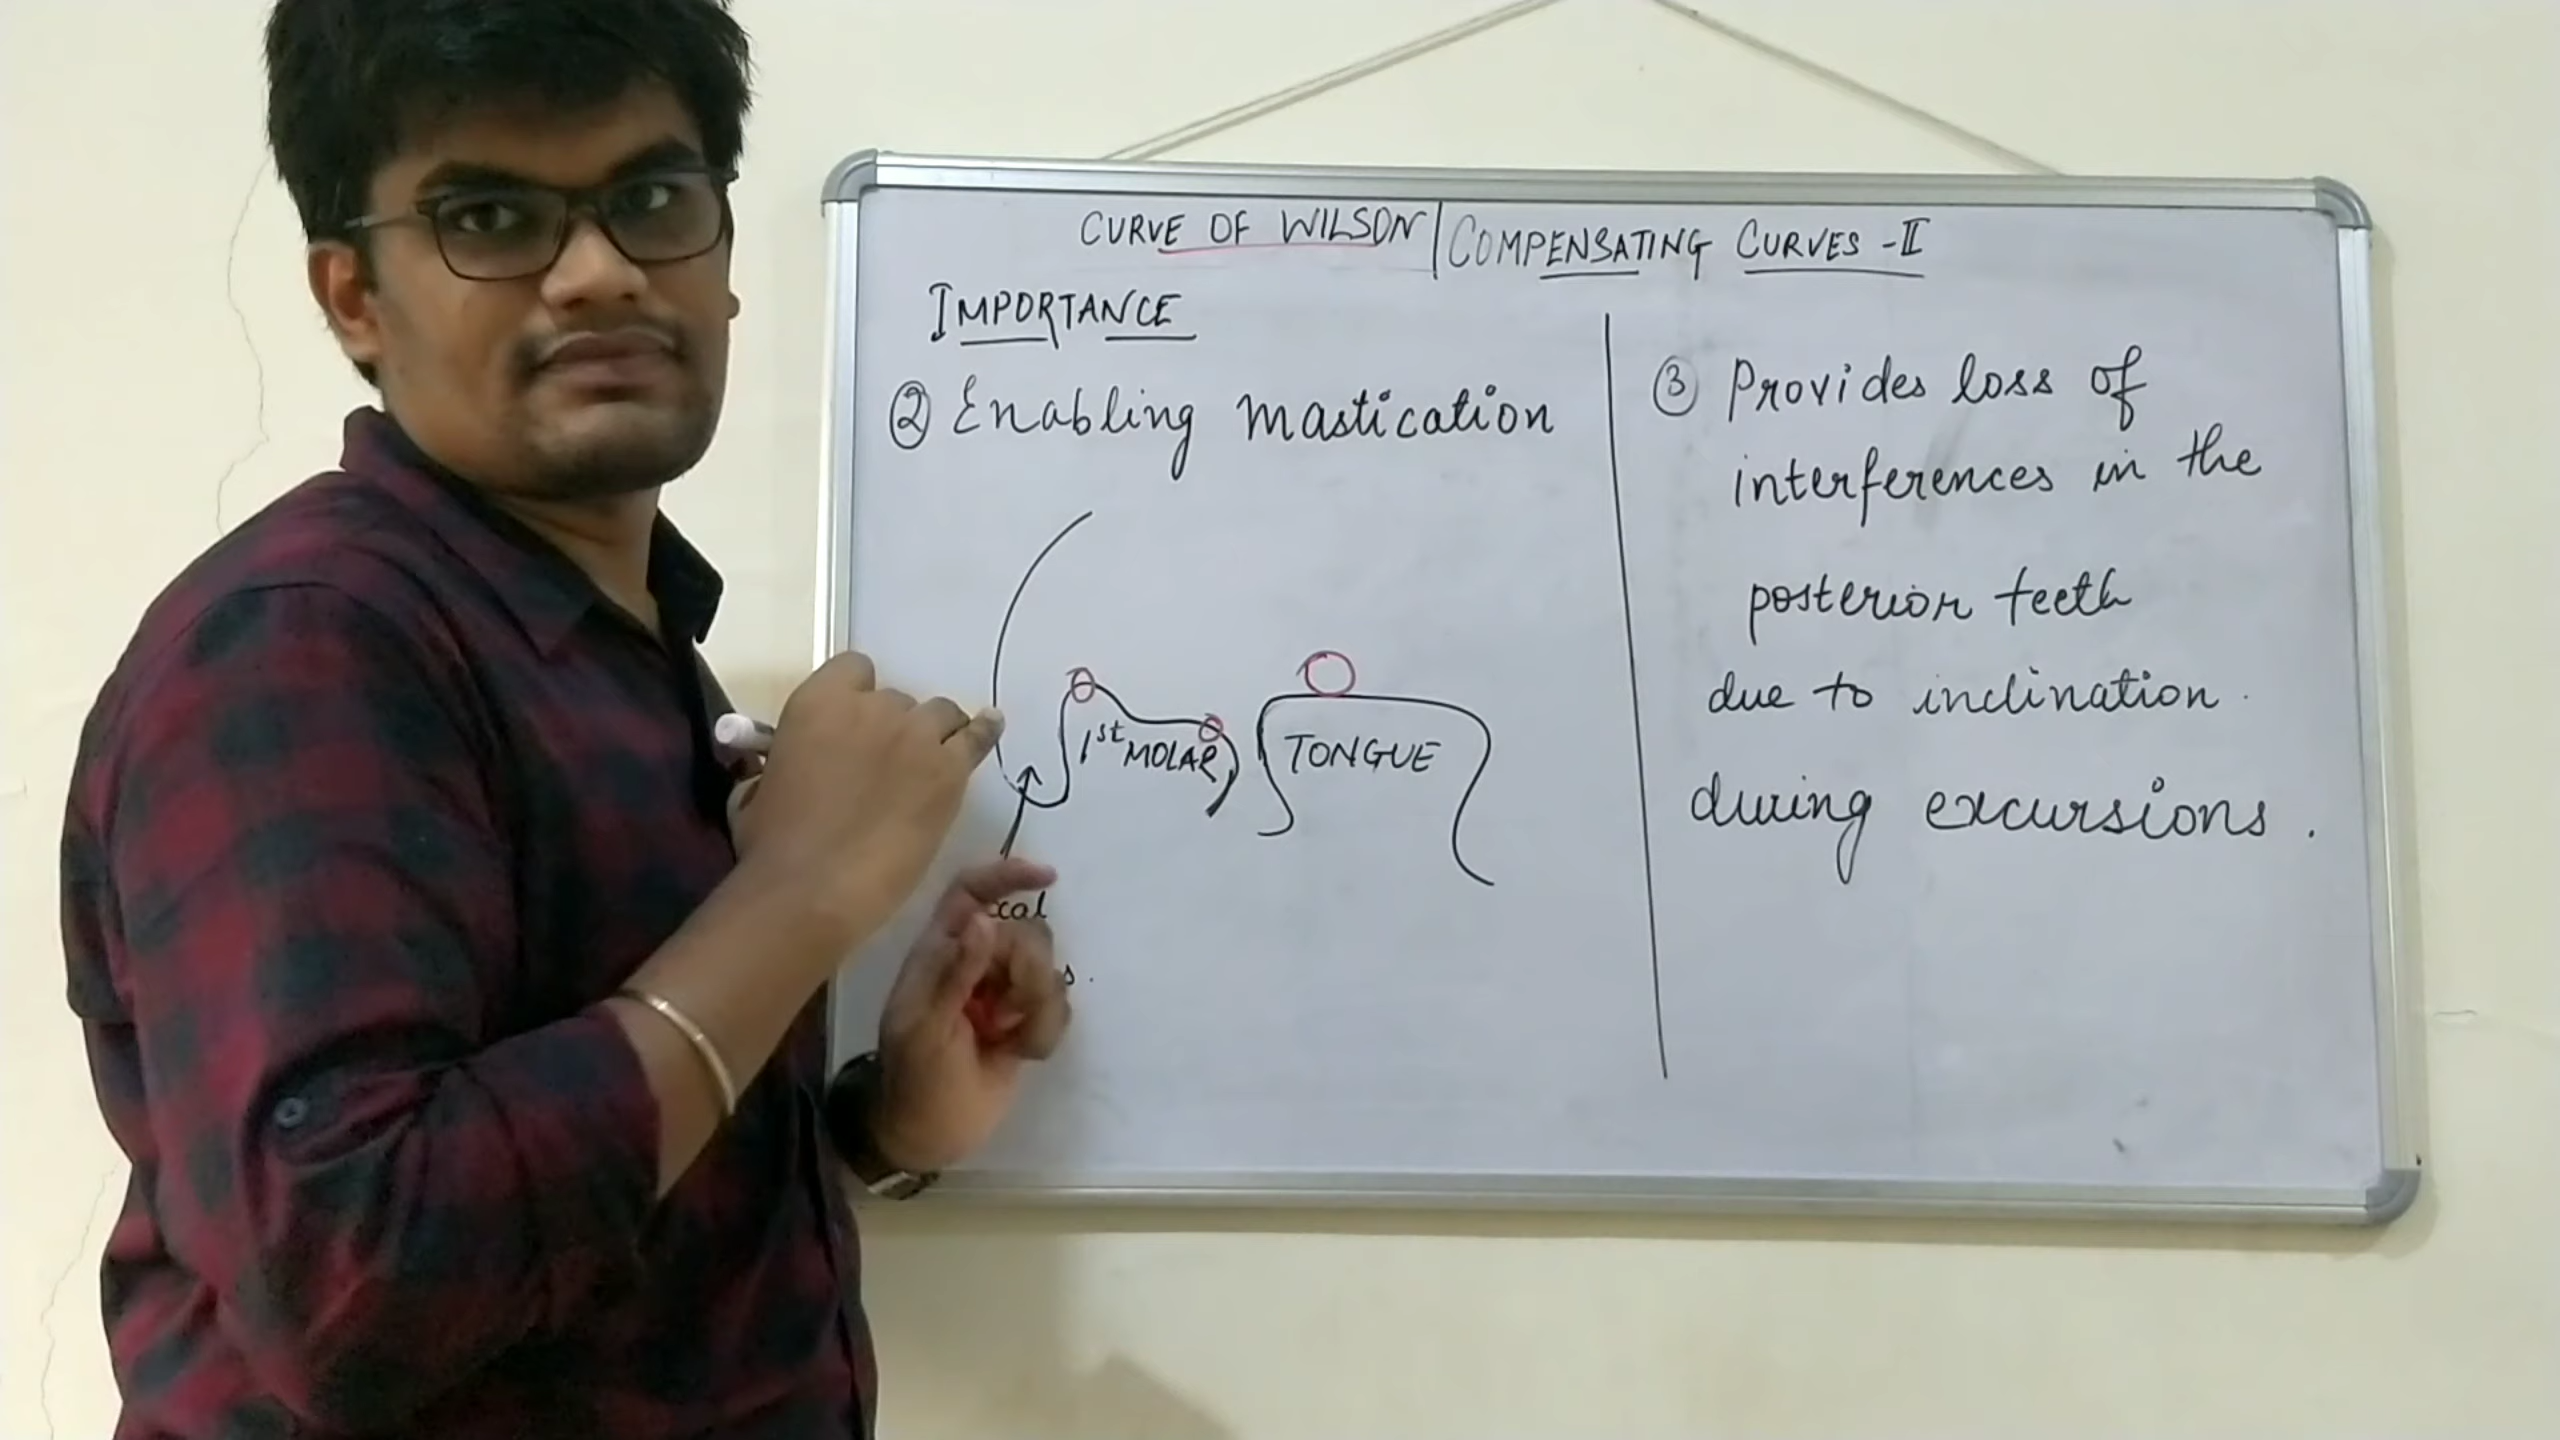 CURVE OF WILSON | COMPENSATING CURVES - II
IMPORTANCE
② Enabling mastication
1st MOLAR
TONGUE
③ Provides loss of
interferences in the
posterior teeth
due to inclination
during excursions.